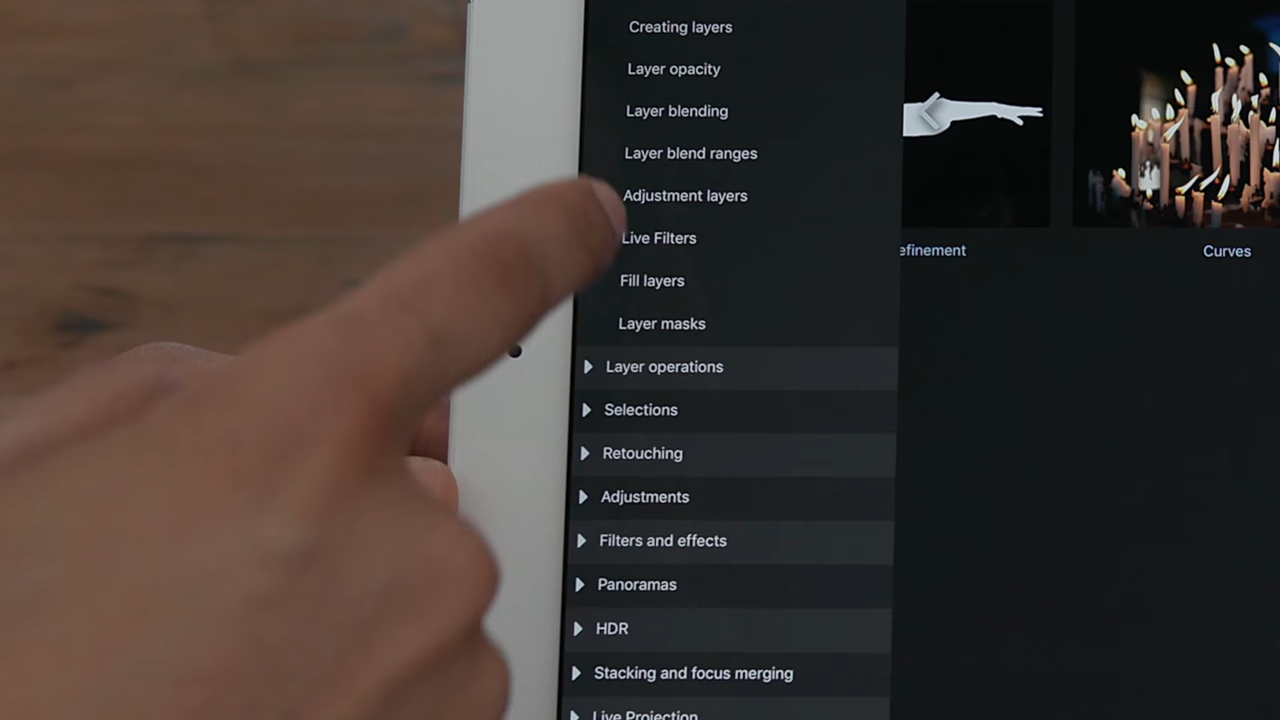 Creating layers
Layer opacity
Layer blending
Layer blend ranges
Adjustment layers
Live Filters
Fill layers
Layer masks
Layer operations
Selections
Retouching
Adjustments
Filters and effects
Panoramas
HDR
Stacking and focus merging
Live Projection
efinement
Curves